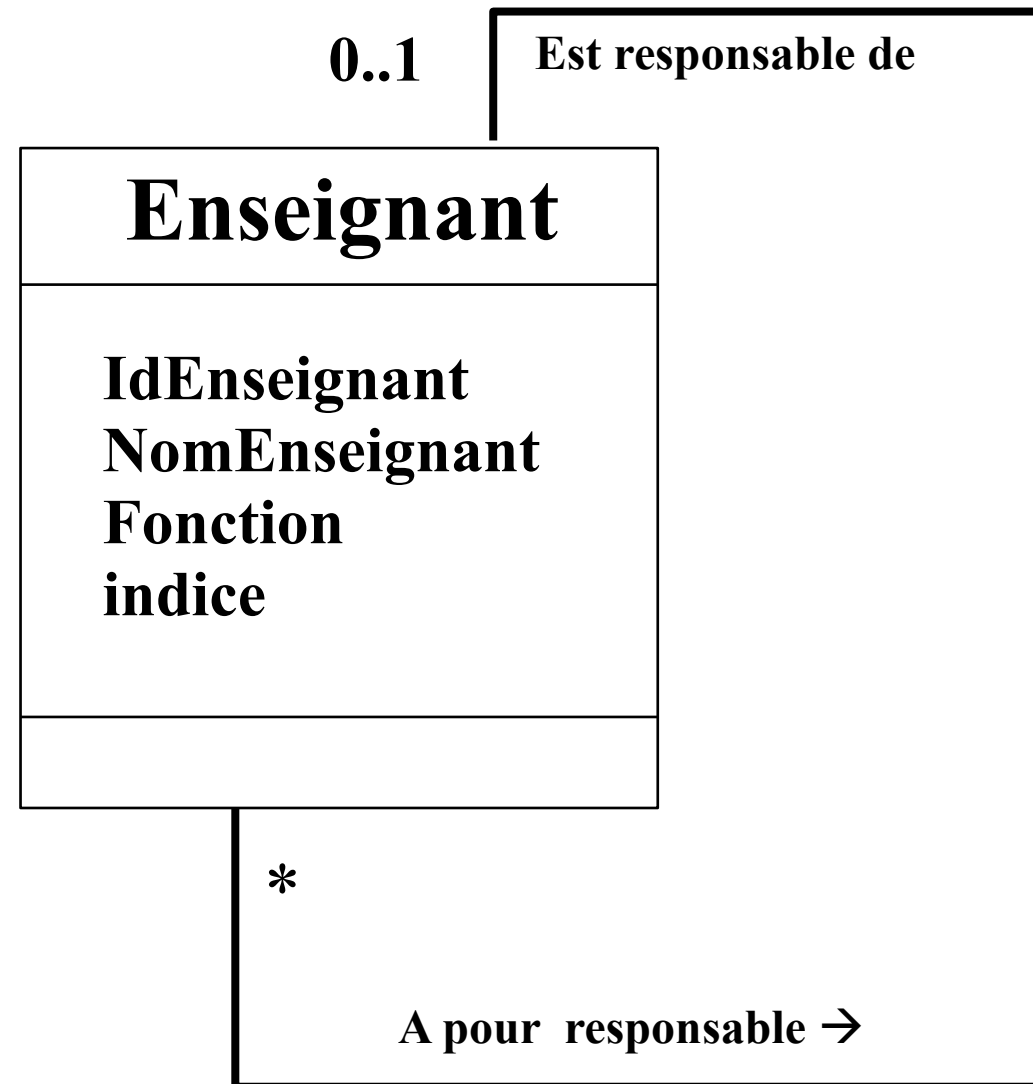 0..1
Est responsable de
Enseignant
IdEnseignant
NomEnseignant
Fonction
indice
*
A pour responsable →